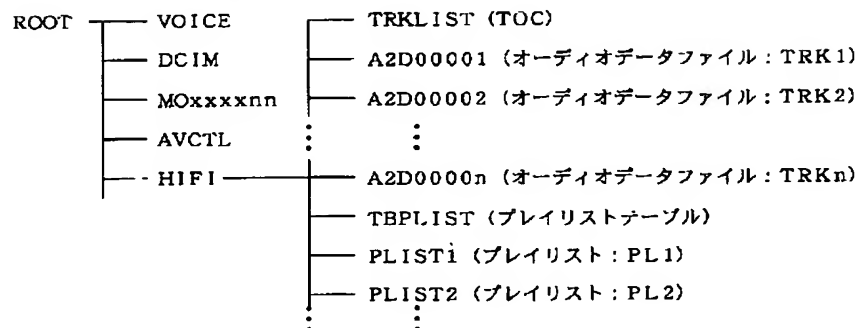 ROOT VOICE TRKLIST (TOC)
DCIM A2D00001 (オーディオデータファイル:TRK1)
MOxxxxnn A2D00002 (オーディオデータファイル:TRK2)
AVCTL
HIFI A2D0000n (オーディオデータファイル:TRKn)
TBPLIST (プレイリストテーブル)
PLIST1 (プレイリスト:PL1)
PLIST2 (プレイリスト:PL2)